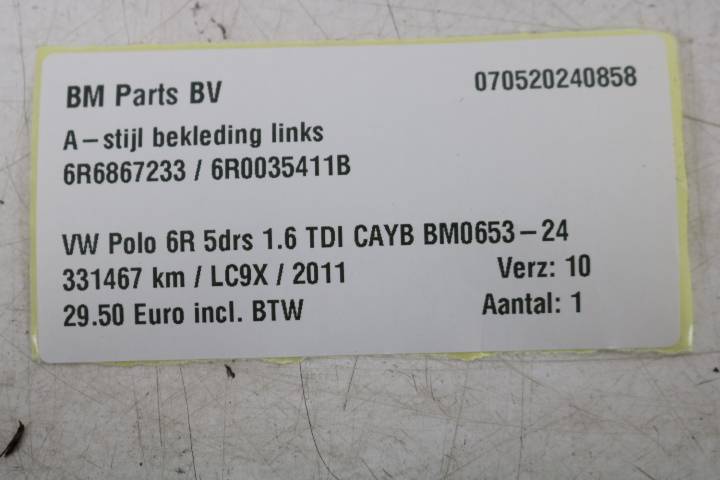 BM Parts BV 070520240858
A-stijl bekleding links
6R6867233 / 6R0035411B
VW Polo 6R 5drs 1.6 TDI CAYB BM0653-24
331467 km / LC9X / 2011 Verz: 10
29.50 Euro incl. BTW Aantal: 1